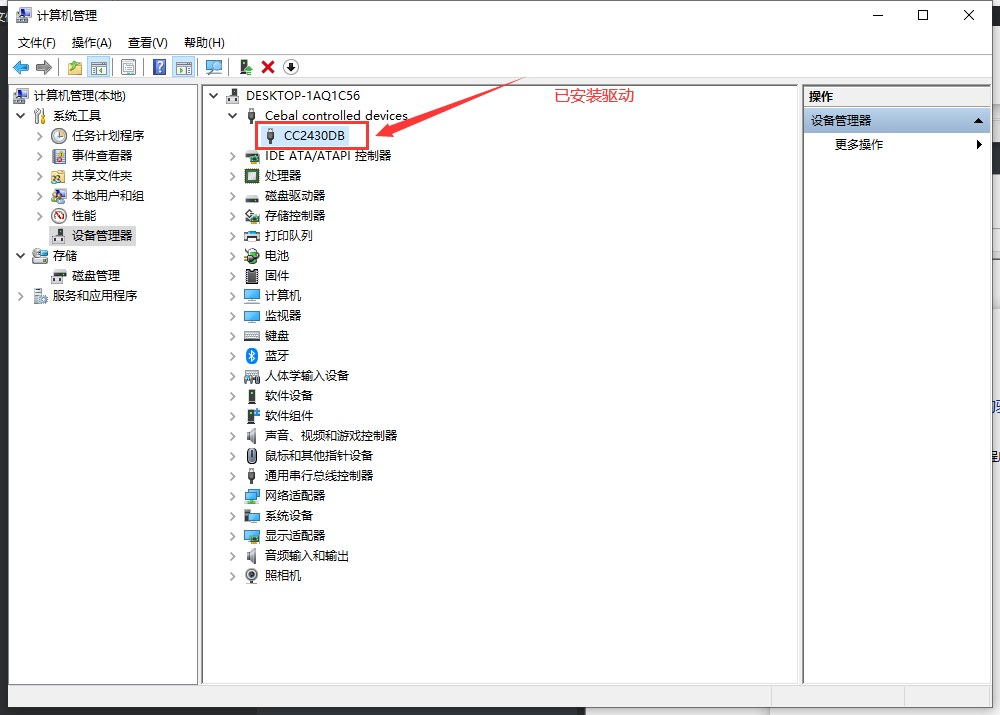 计算机管理
文件(F) 操作(A) 查看(V) 帮助(H)
计算机管理(本地)
系统工具
任务计划程序
事件查看器
共享文件夹
本地用户和组
性能
设备管理器
存储
磁盘管理
服务和应用程序
DESKTOP-1AQ1C56
Cebal controlled devices
CC2430DB
IDE ATA/ATAPI 控制器
处理器
磁盘驱动器
存储控制器
打印队列
电池
固件
计算机
监视器
键盘
蓝牙
人体学输入设备
软件设备
软件组件
声音、视频和游戏控制器
鼠标和其他指针设备
通用串行总线控制器
网络适配器
系统设备
显示适配器
音频输入和输出
照相机
已安装驱动
操作
设备管理器
更多操作